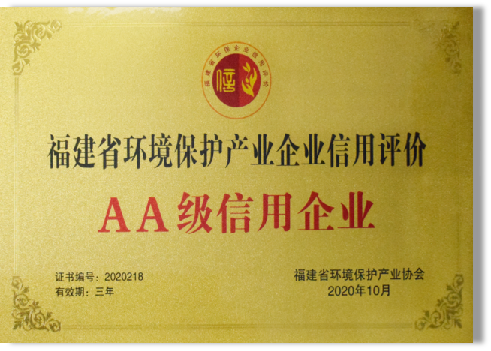 信
福建省环境保护产业企业信用评价
AA级信用企业
证书编号：2020218
有效期：三年
福建省环境保护产业协会
2020年10月